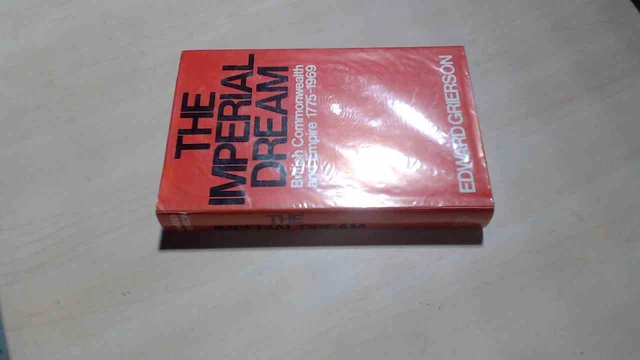 THE
IMPERIAL
DREAM
British Commonwealth
and Empire 1775-1969
EDWARD GRIERSON
THE
IMPERIAL DREAM